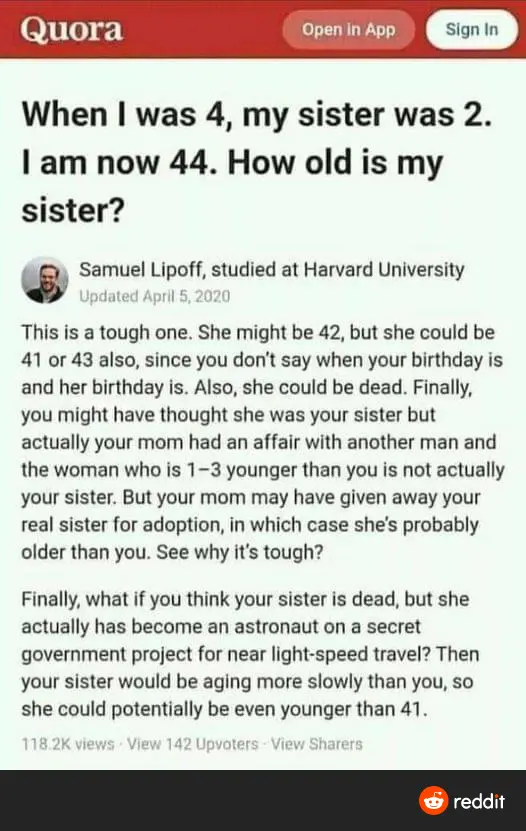 Quora
Open in App
Sign In
When I was 4, my sister was 2.
I am now 44. How old is my
sister?
Samuel Lipoff, studied at Harvard University
Updated April 5, 2020
This is a tough one. She might be 42, but she could be
41 or 43 also, since you don't say when your birthday is
and her birthday is. Also, she could be dead. Finally,
you might have thought she was your sister but
actually your mom had an affair with another man and
the woman who is 1–3 younger than you is not actually
your sister. But your mom may have given away your
real sister for adoption, in which case she's probably
older than you. See why it's tough?
Finally, what if you think your sister is dead, but she
actually has become an astronaut on a secret
government project for near light-speed travel? Then
your sister would be aging more slowly than you, so
she could potentially be even younger than 41.
118.2K views · View 142 Upvoters · View Sharers
reddit